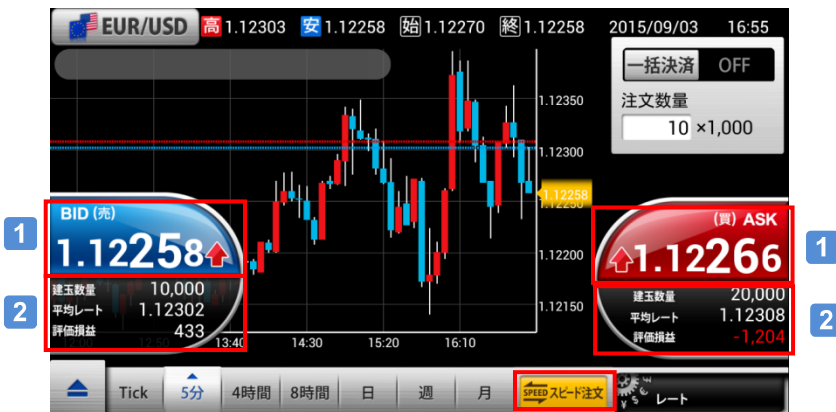 EUR/USD 高 1.12303 安 1.12258 始 1.12270 終 1.12258 2015/09/03 16:55
一括決済 OFF
注文数量
10 ×1,000
1.12350
1.12300
1.12258
1.12250
1.12200
1.12150
1
BID (売)
1.12258
2
建玉数量 10,000
平均レート 1.12302
評価損益 433
1
(買) ASK
1.12266
2
建玉数量 20,000
平均レート 1.12308
評価損益 -1,204
12:00 12:50 13:40 14:30 15:20 16:10
Tick 5分 4時間 8時間 日 週 月 SPEED スピード注文 レート